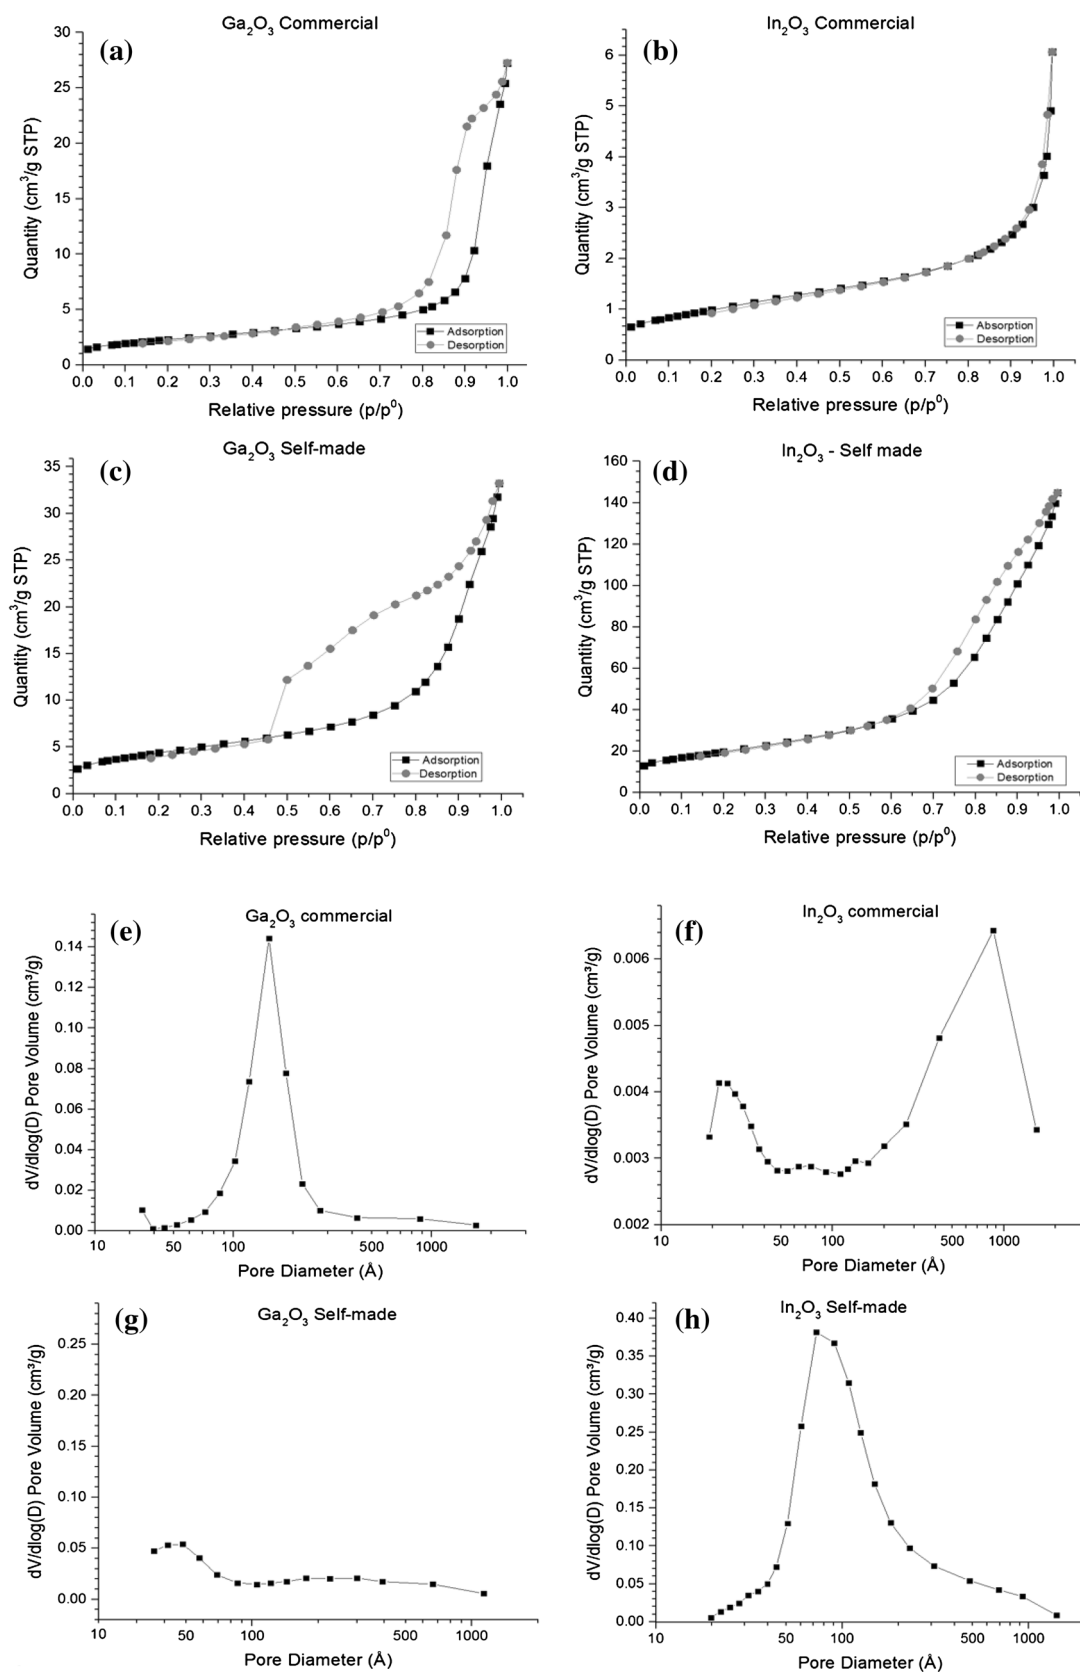 Ga₂O₃ Commercial
(a)
30
25
20
15
10
5
0
Quantity (cm³/g STP)
Adsorption
Desorption
0.0 0.1 0.2 0.3 0.4 0.5 0.6 0.7 0.8 0.9 1.0
Relative pressure (p/p⁰)
In₂O₃ Commercial
(b)
6
5
4
3
2
1
0
Quantity (cm³/g STP)
Absorption
Desorption
0.0 0.1 0.2 0.3 0.4 0.5 0.6 0.7 0.8 0.9 1.0
Relative pressure (p/p⁰)
Ga₂O₃ Self-made
(c)
35
30
25
20
15
10
5
0
Quantity (cm³/g STP)
Adsorption
Desorption
0.0 0.1 0.2 0.3 0.4 0.5 0.6 0.7 0.8 0.9 1.0
Relative pressure (p/p⁰)
In₂O₃ - Self made
(d)
160
140
120
100
80
60
40
20
0
Quantity (cm³/g STP)
Adsorption
Desorption
0.0 0.1 0.2 0.3 0.4 0.5 0.6 0.7 0.8 0.9 1.0
Relative pressure (p/p⁰)
Ga₂O₃ commercial
(e)
0.14
0.12
0.10
0.08
0.06
0.04
0.02
0.00
dV/dlog(D) Pore Volume (cm³/g)
10 50 100 500 1000
Pore Diameter (Å)
In₂O₃ commercial
(f)
0.006
0.005
0.004
0.003
0.002
dV/dlog(D) Pore Volume (cm³/g)
10 50 100 500 1000
Pore Diameter (Å)
Ga₂O₃ Self-made
(g)
0.25
0.20
0.15
0.10
0.05
0.00
dV/dlog(D) Pore Volume (cm³/g)
10 50 100 500 1000
Pore Diameter (Å)
In₂O₃ Self-made
(h)
0.40
0.35
0.30
0.25
0.20
0.15
0.10
0.05
0.00
dV/dlog(D) Pore Volume (cm³/g)
10 50 100 500 1000
Pore Diameter (Å)